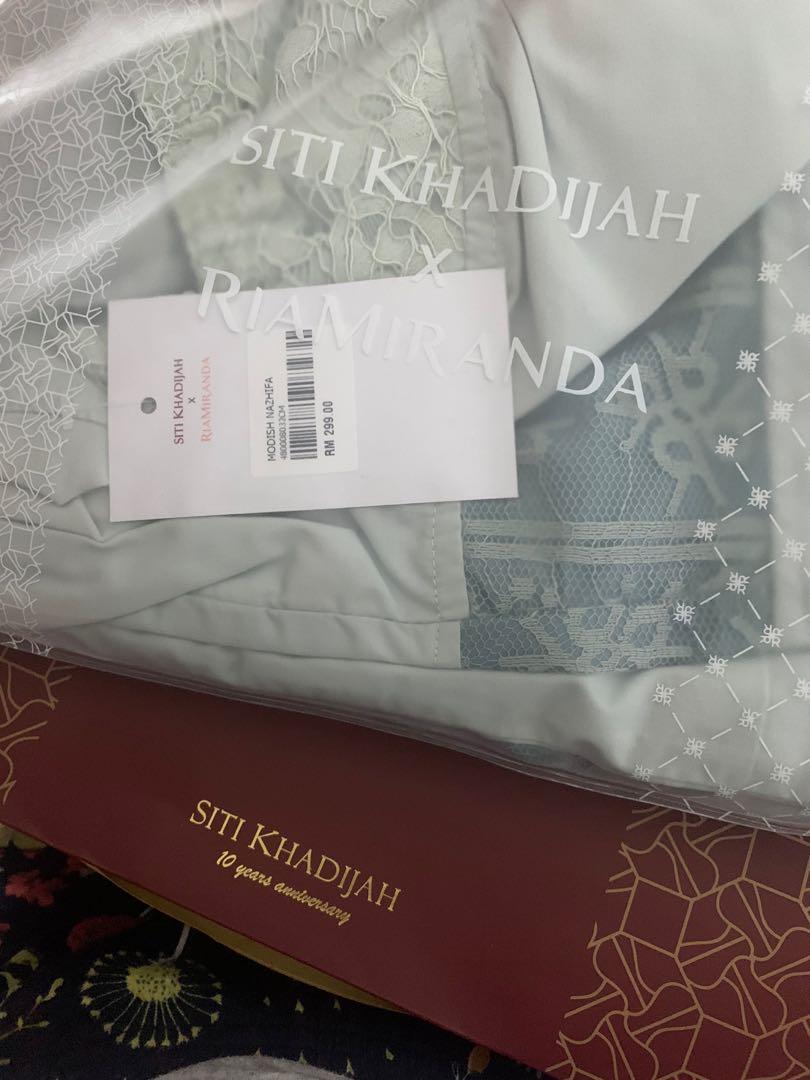 SITI KHADIJAH
X
RIAMIRANDA
SITI KHADIJAH
X
RIAMIRANDA
MODISH NAZHIFA
RM 299.00
SITI KHADIJAH
10 years anniversary